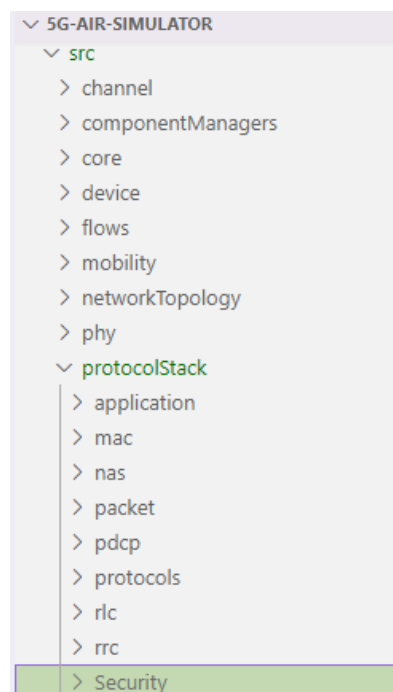 5G-AIR-SIMULATOR
src
channel
componentManagers
core
device
flows
mobility
networkTopology
phy
protocolStack
application
mac
nas
packet
pdcp
protocols
rlc
rrc
Security